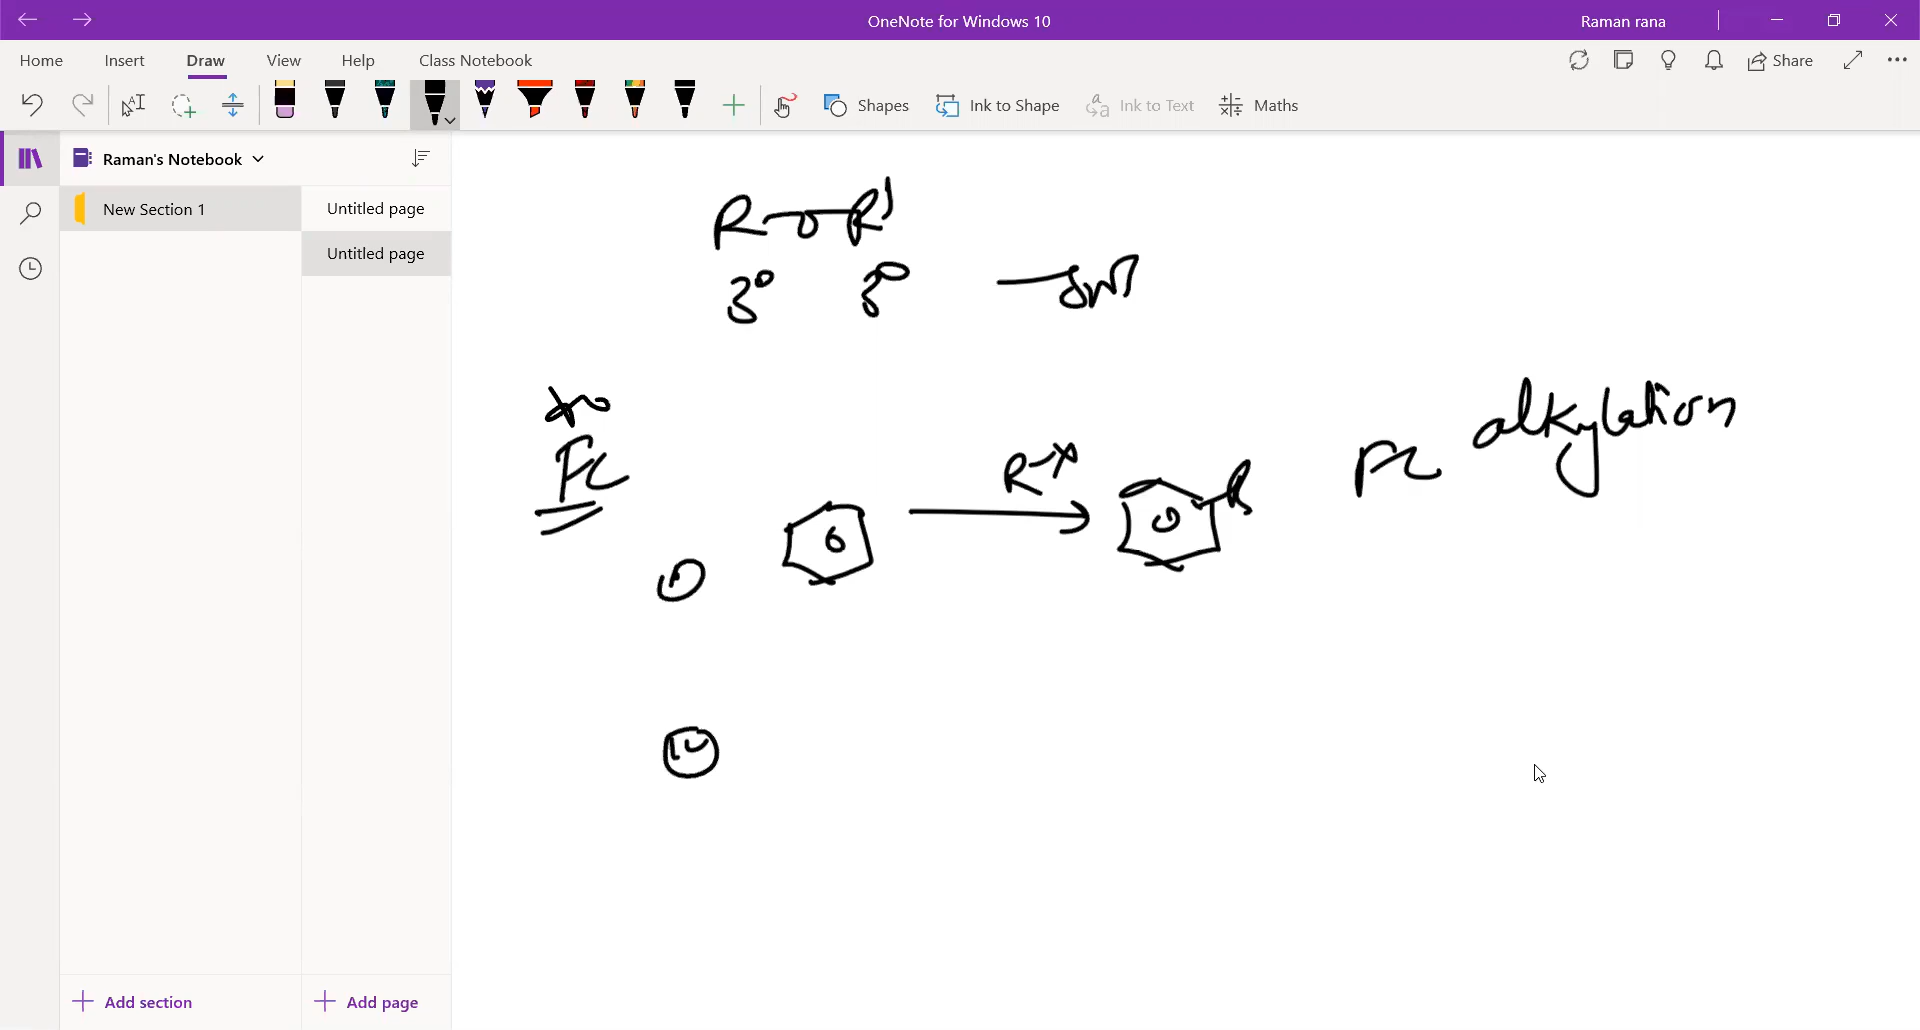 OneNote for Windows 10
Raman rana
Home Insert Draw View Help Class Notebook
Share
Shapes
Ink to Shape
Ink to Text
Maths
Raman's Notebook
New Section 1
Untitled page
Untitled page
R-O-R'
3° 3°
FC
R-X
R
FC alkylation
Add section
Add page